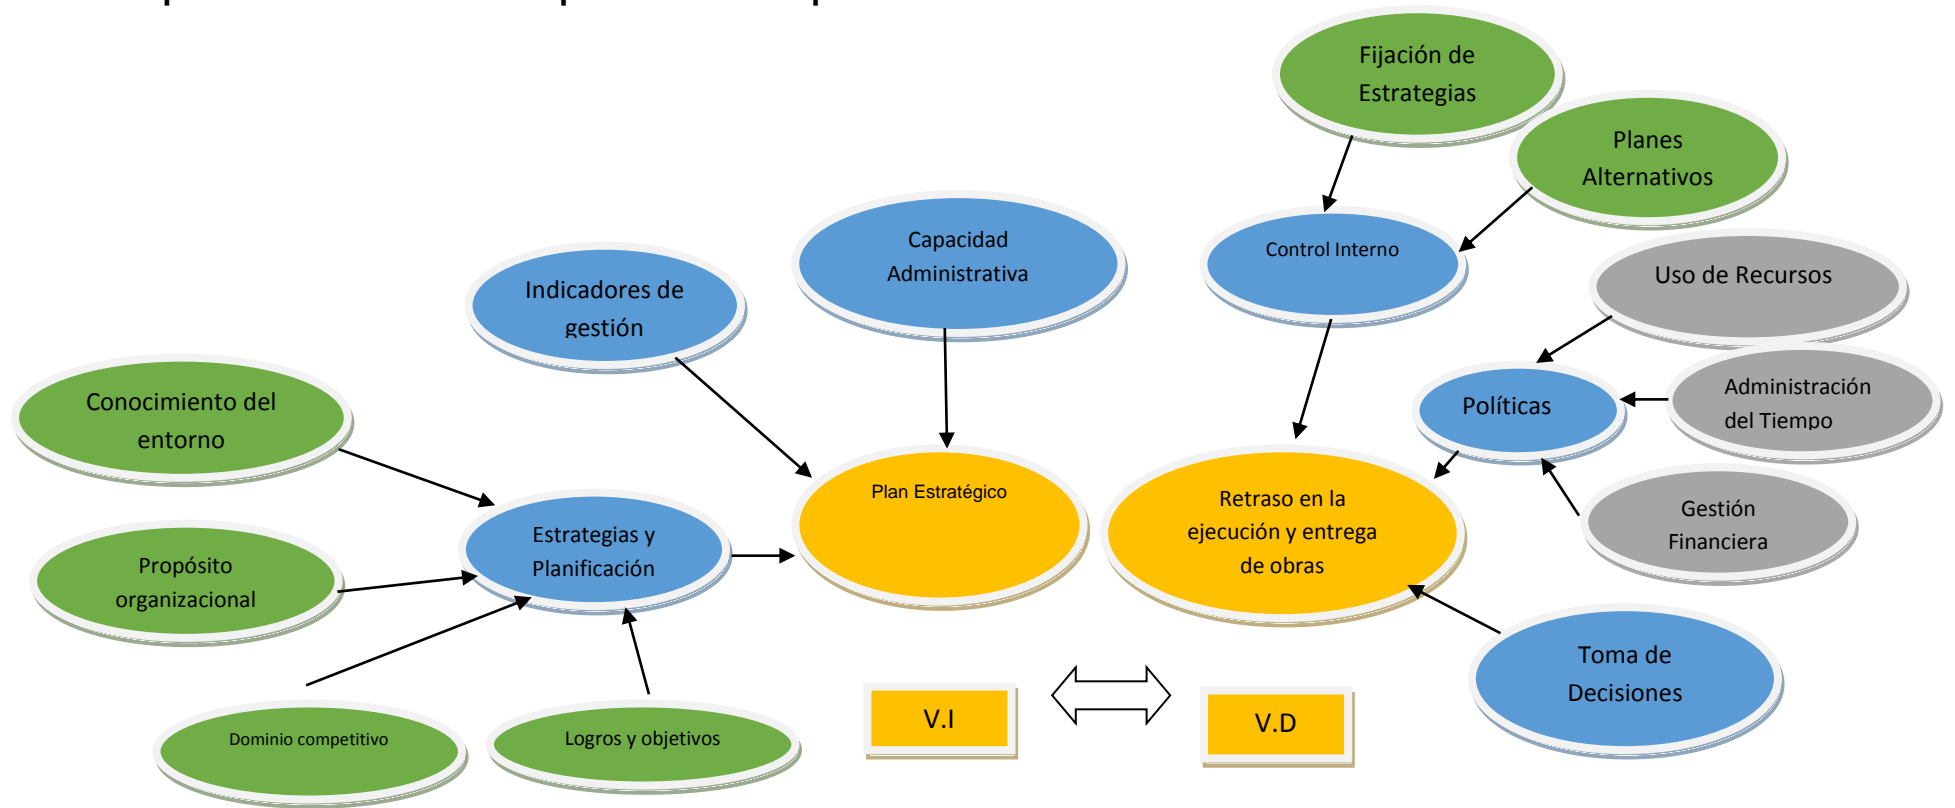 Fijación de
Estrategias
Planes
Alternativos
Capacidad
Administrativa
Control Interno
Uso de Recursos
Indicadores de
gestión
Conocimiento del
entorno
Políticas
Administración
del Tiempo
Plan Estratégico
Retraso en la
ejecución y entrega
de obras
Gestión
Financiera
Estrategias y
Planificación
Propósito
organizacional
Toma de
Decisiones
Dominio competitivo
Logros y objetivos
V.I
V.D